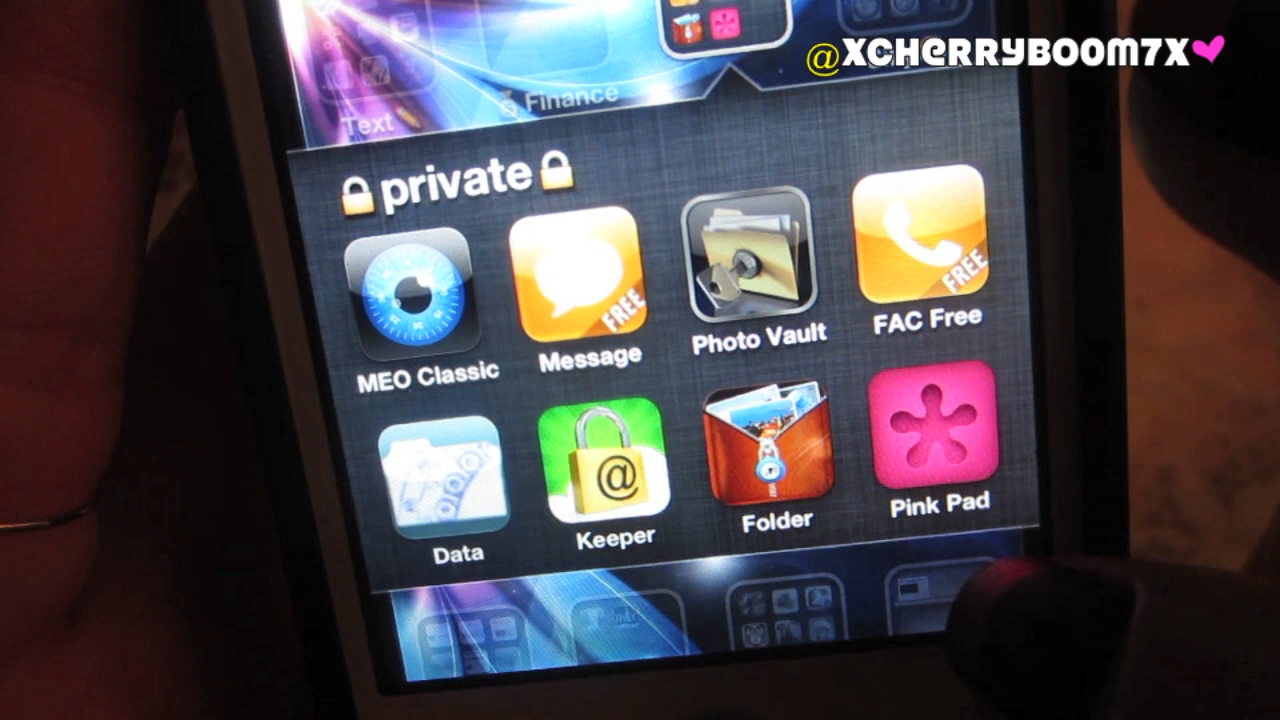 @XCHERRYBOOM7X
Text
Finance
private
FREE
FREE
MEO Classic
Message
Photo Vault
FAC Free
@
Data
Keeper
Folder
Pink Pad